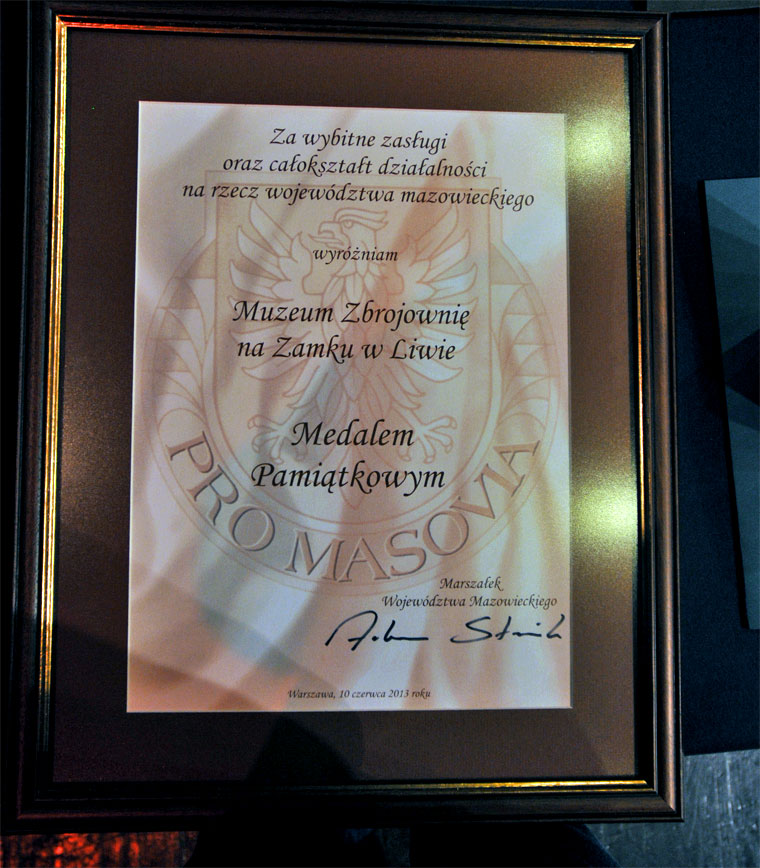 Za wybitne zasługi
oraz całokształt działalności
na rzecz województwa mazowieckiego
wyróżniam
Muzeum Zbrojownię
na Zamku w Liwie
Medalem
Pamiątkowym
PRO MASOVIA
Marszałek
Województwa Mazowieckiego
Warszawa, 10 czerwca 2013 roku